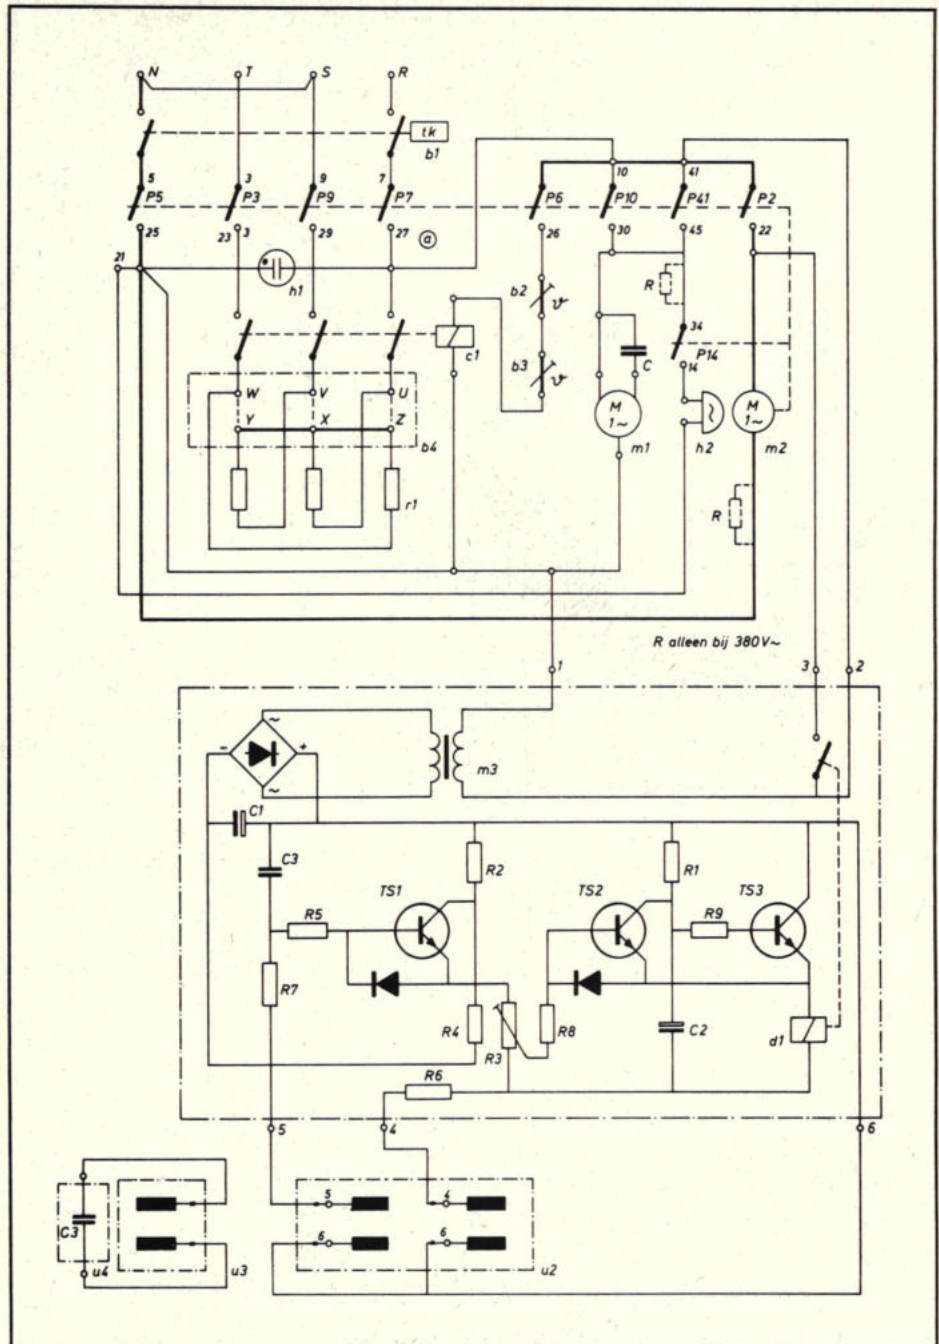 N T S R
tk
b1
5 3 9 7 10 41
P5 P3 P9 P7 P6 P10 P41 P2
25 23 3 29 27 a 26 30 45 22
21
h1
b2 ϑ
R
34
c1
P14
b3 ϑ
C
14
W V U
M
1~
M
1~
Y X Z
m1 h2 m2
b4
r1
R
R alleen bij 380V~
1 3 2
~
- +
m3
~
C1
C3 R2 R1
TS1 TS2 TS3
R5 R9
R7
R4 R3 R8 C2 d1
R6
5 4 6
5 4
C3
6 6
u4 u3 u2